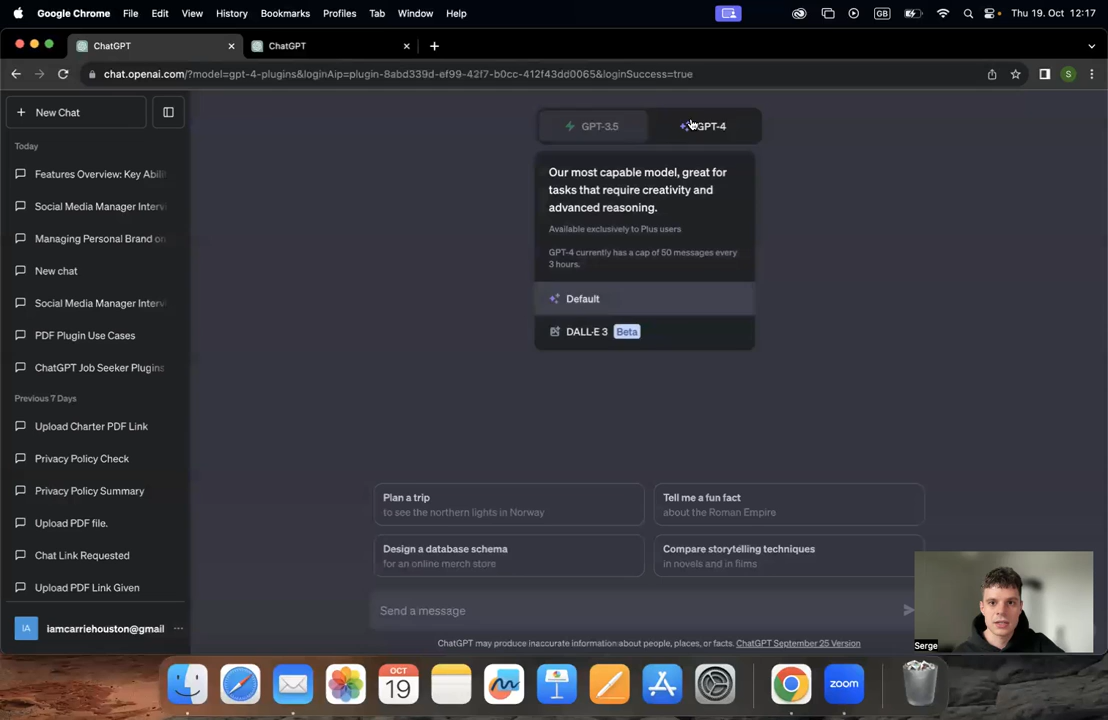 Google Chrome File Edit View History Bookmarks Profiles Tab Window Help GB Thu 19. Oct 12:17
ChatGPT
ChatGPT
chat.openai.com/?model=gpt-4-plugins&loginAip=plugin-8abd339d-ef99-42f7-b0cc-412f43dd0065&loginSuccess=true
S
New Chat
Today
Features Overview: Key Abili
Social Media Manager Interv
Managing Personal Brand on
New chat
Social Media Manager Interv
PDF Plugin Use Cases
ChatGPT Job Seeker Plugins
Previous 7 Days
Upload Charter PDF Link
Privacy Policy Check
Privacy Policy Summary
Upload PDF file.
Chat Link Requested
Upload PDF Link Given
IA iamcarriehouston@gmail
GPT-3.5
GPT-4
Our most capable model, great for
tasks that require creativity and
advanced reasoning.
Available exclusively to Plus users
GPT-4 currently has a cap of 50 messages every
3 hours.
Default
DALL·E 3 Beta
Plan a trip
to see the northern lights in Norway
Tell me a fun fact
about the Roman Empire
Design a database schema
for an online merch store
Compare storytelling techniques
in novels and in films
Send a message
ChatGPT may produce inaccurate information about people, places, or facts. ChatGPT September 25 Version
Serge
OCT
19
zoom